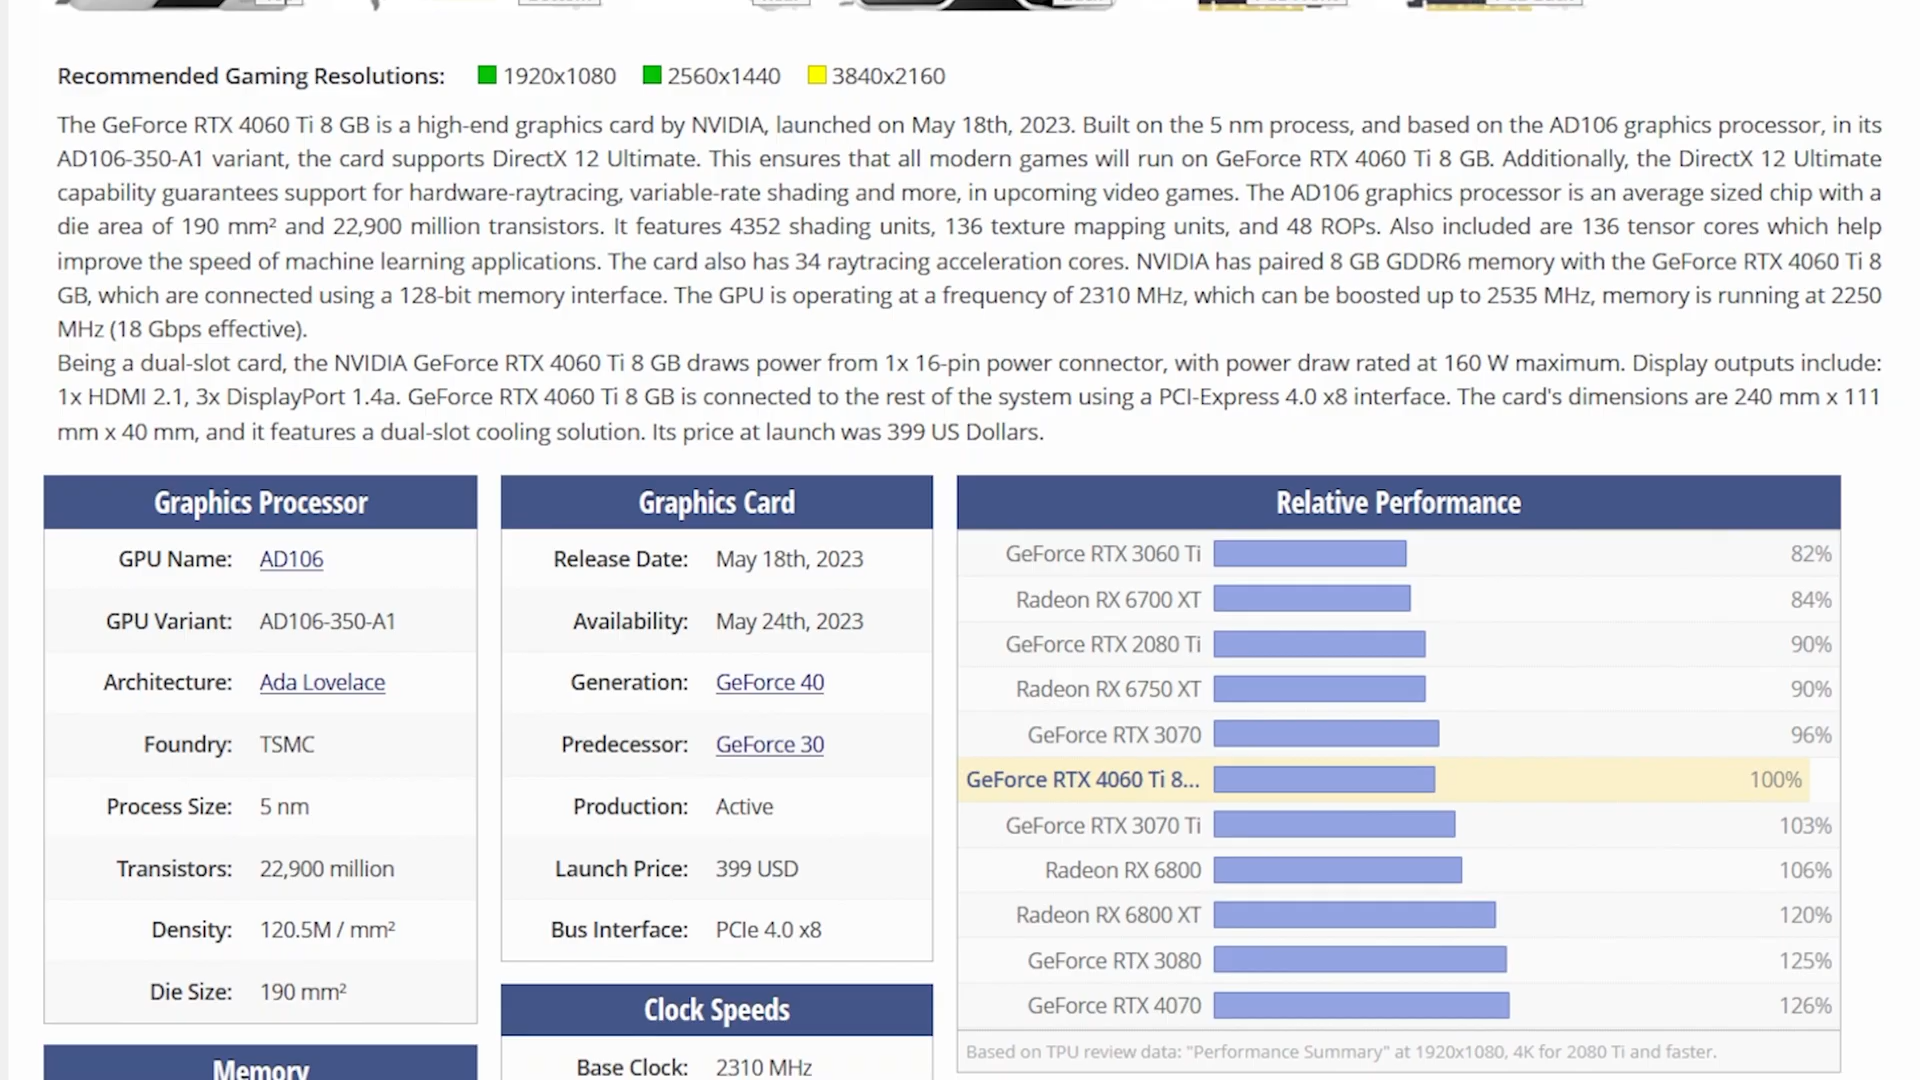 Recommended Gaming Resolutions: 1920x1080 2560x1440 3840x2160
The GeForce RTX 4060 Ti 8 GB is a high-end graphics card by NVIDIA, launched on May 18th, 2023. Built on the 5 nm process, and based on the AD106 graphics processor, in its
AD106-350-A1 variant, the card supports DirectX 12 Ultimate. This ensures that all modern games will run on GeForce RTX 4060 Ti 8 GB. Additionally, the DirectX 12 Ultimate
capability guarantees support for hardware-raytracing, variable-rate shading and more, in upcoming video games. The AD106 graphics processor is an average sized chip with a
die area of 190 mm² and 22,900 million transistors. It features 4352 shading units, 136 texture mapping units, and 48 ROPs. Also included are 136 tensor cores which help
improve the speed of machine learning applications. The card also has 34 raytracing acceleration cores. NVIDIA has paired 8 GB GDDR6 memory with the GeForce RTX 4060 Ti 8
GB, which are connected using a 128-bit memory interface. The GPU is operating at a frequency of 2310 MHz, which can be boosted up to 2535 MHz, memory is running at 2250
MHz (18 Gbps effective).
Being a dual-slot card, the NVIDIA GeForce RTX 4060 Ti 8 GB draws power from 1x 16-pin power connector, with power draw rated at 160 W maximum. Display outputs include:
1x HDMI 2.1, 3x DisplayPort 1.4a. GeForce RTX 4060 Ti 8 GB is connected to the rest of the system using a PCI-Express 4.0 x8 interface. The card's dimensions are 240 mm x 111
mm x 40 mm, and it features a dual-slot cooling solution. Its price at launch was 399 US Dollars.
Graphics Processor
GPU Name: AD106
GPU Variant: AD106-350-A1
Architecture: Ada Lovelace
Foundry: TSMC
Process Size: 5 nm
Transistors: 22,900 million
Density: 120.5M / mm²
Die Size: 190 mm²
Memory
Graphics Card
Release Date: May 18th, 2023
Availability: May 24th, 2023
Generation: GeForce 40
Predecessor: GeForce 30
Production: Active
Launch Price: 399 USD
Bus Interface: PCIe 4.0 x8
Clock Speeds
Base Clock: 2310 MHz
Relative Performance
GeForce RTX 3060 Ti 82%
Radeon RX 6700 XT 84%
GeForce RTX 2080 Ti 90%
Radeon RX 6750 XT 90%
GeForce RTX 3070 96%
GeForce RTX 4060 Ti 8... 100%
GeForce RTX 3070 Ti 103%
Radeon RX 6800 106%
Radeon RX 6800 XT 120%
GeForce RTX 3080 125%
GeForce RTX 4070 126%
Based on TPU review data: "Performance Summary" at 1920x1080, 4K for 2080 Ti and faster.